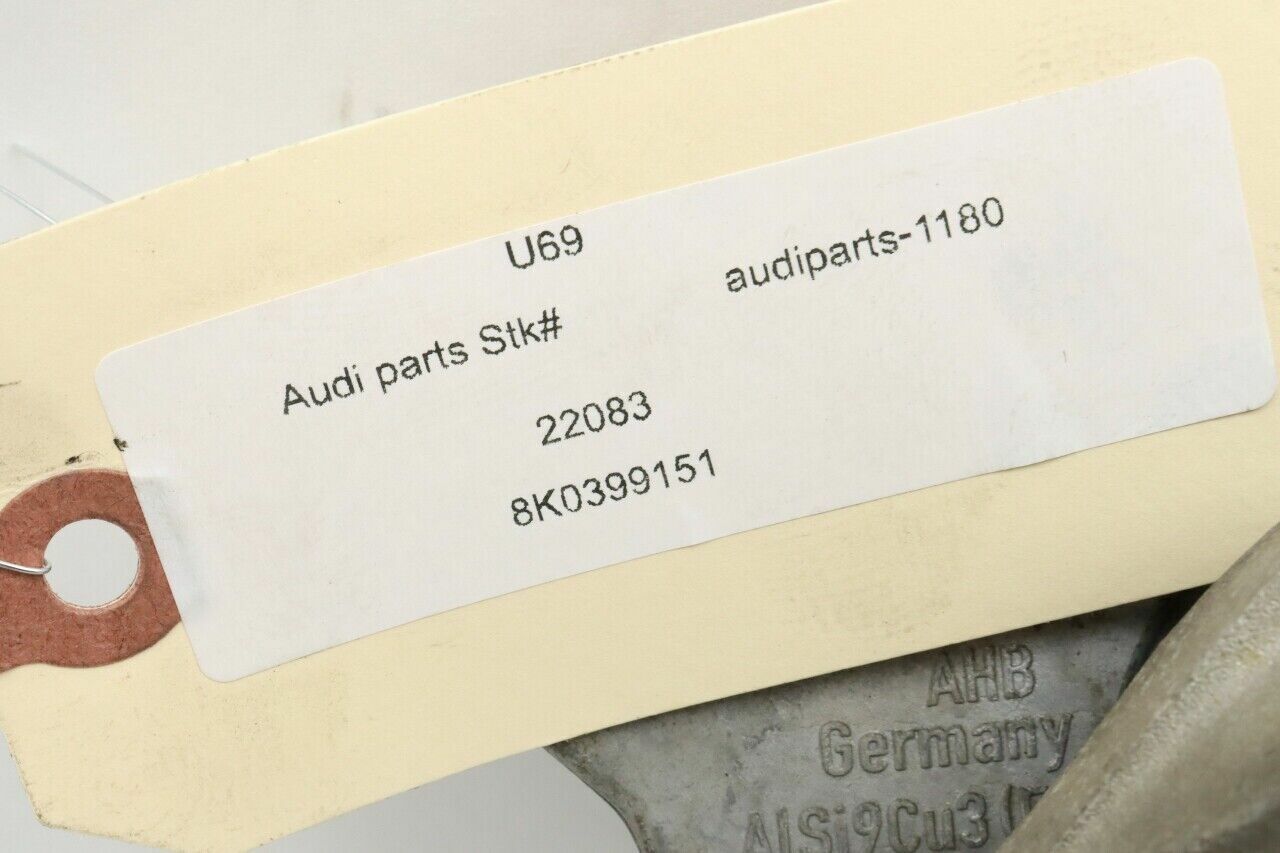 U69
audiparts-1180
Audi parts Stk#
22083
8K0399151
AHB
Germany
AlSi9Cu3